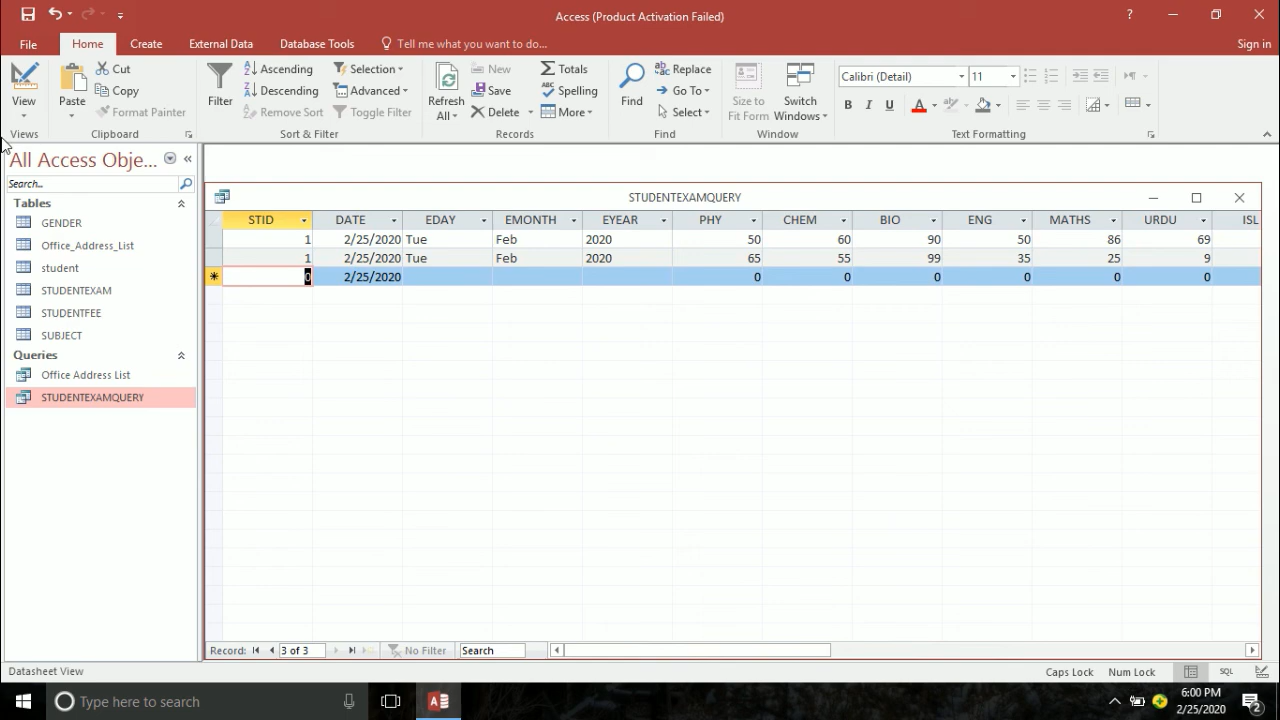 Access (Product Activation Failed)
?
File Home Create External Data Database Tools Tell me what you want to do... Sign in
View
Views
Paste
Cut
Copy
Format Painter
Clipboard
Filter
Ascending
Descending
Remove Sort
Selection
Advanced
Toggle Filter
Sort & Filter
Refresh
All
New
Save
Delete
Totals
Spelling
More
Records
Find
Replace
Go To
Select
Find
Size to
Fit Form
Switch
Windows
Window
Calibri (Detail) 11
B I U
Text Formatting
All Access Obje...
Search...
Tables
GENDER
Office_Address_List
student
STUDENTEXAM
STUDENTFEE
SUBJECT
Queries
Office Address List
STUDENTEXAMQUERY
STUDENTEXAMQUERY
STID DATE EDAY EMONTH EYEAR PHY CHEM BIO ENG MATHS URDU ISL
1 2/25/2020 Tue Feb 2020 50 60 90 50 86 69
1 2/25/2020 Tue Feb 2020 65 55 99 35 25 9
0 2/25/2020 0 0 0 0 0 0
Record: 3 of 3 No Filter Search
Datasheet View Caps Lock Num Lock SQL
Type here to search
6:00 PM
2/25/2020
2